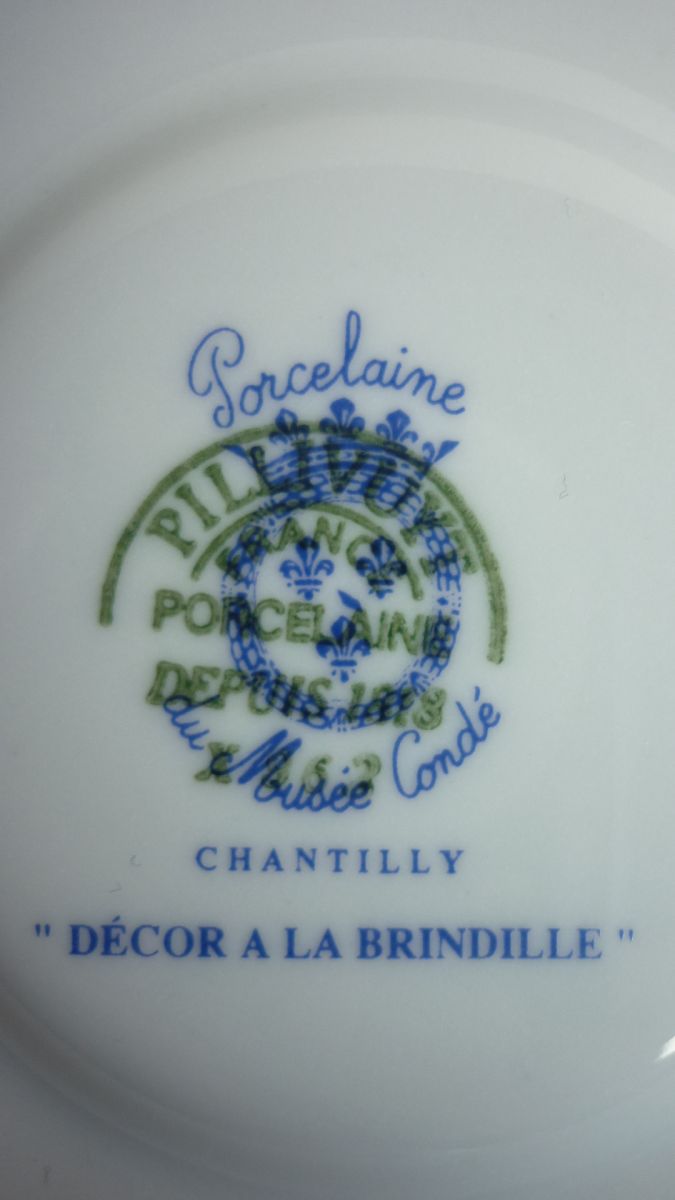 Porcelaine
PILLIVUYT
FRANCE
PORCELAINE
DEPUIS 1818
du Musée Condé
CHANTILLY
" DÉCOR A LA BRINDILLE "